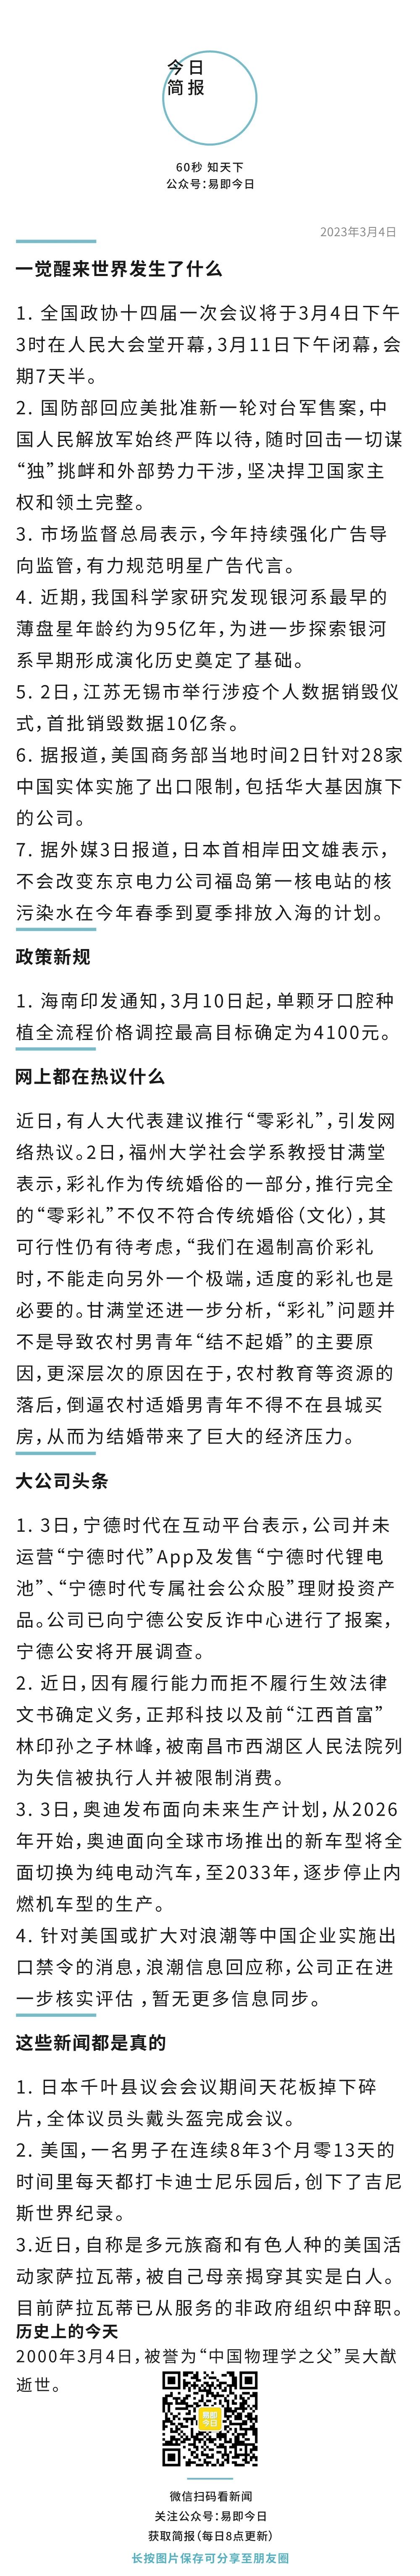 今日
简报
60秒 知天下
公众号：易即今日
2023年3月4日
一觉醒来世界发生了什么
1. 全国政协十四届一次会议将于3月4日下午
3时在人民大会堂开幕，3月11日下午闭幕，会
期7天半。
2. 国防部回应美批准新一轮对台军售案，中
国人民解放军始终严阵以待，随时回击一切谋
“独”挑衅和外部势力干涉，坚决捍卫国家主
权和领土完整。
3. 市场监督总局表示，今年持续强化广告导
向监管，有力规范明星广告代言。
4. 近期，我国科学家研究发现银河系最早的
薄盘星年龄约为95亿年，为进一步探索银河
系早期形成演化历史奠定了基础。
5. 2日，江苏无锡市举行涉疫个人数据销毁仪
式，首批销毁数据10亿条。
6. 据报道，美国商务部当地时间2日针对28家
中国实体实施了出口限制，包括华大基因旗下
的公司。
7. 据外媒3日报道，日本首相岸田文雄表示，
不会改变东京电力公司福岛第一核电站的核
污染水在今年春季到夏季排放入海的计划。
政策新规
1. 海南印发通知，3月10日起，单颗牙口腔种
植全流程价格调控最高目标确定为4100元。
网上都在热议什么
近日，有人大代表建议推行“零彩礼”，引发网
络热议。2日，福州大学社会学系教授甘满堂
表示，彩礼作为传统婚俗的一部分，推行完全
的“零彩礼”不仅不符合传统婚俗（文化），其
可行性仍有待考虑，“我们在遏制高价彩礼
时，不能走向另外一个极端，适度的彩礼也是
必要的。甘满堂还进一步分析，“彩礼”问题并
不是导致农村男青年“结不起婚”的主要原
因，更深层次的原因在于，农村教育等资源的
落后，倒逼农村适婚男青年不得不在县城买
房，从而为结婚带来了巨大的经济压力。
大公司头条
1. 3日，宁德时代在互动平台表示，公司并未
运营“宁德时代”App及发售“宁德时代锂电
池”、“宁德时代专属社会公众股”理财投资产
品。公司已向宁德公安反诈中心进行了报案，
宁德公安将开展调查。
2. 近日，因有履行能力而拒不履行生效法律
文书确定义务，正邦科技以及前“江西首富”
林印孙之子林峰，被南昌市西湖区人民法院列
为失信被执行人并被限制消费。
3. 3日，奥迪发布面向未来生产计划，从2026
年开始，奥迪面向全球市场推出的新车型将全
面切换为纯电动汽车，至2033年，逐步停止内
燃机车型的生产。
4. 针对美国或扩大对浪潮等中国企业实施出
口禁令的消息，浪潮信息回应称，公司正在进
一步核实评估 ，暂无更多信息同步。
这些新闻都是真的
1. 日本千叶县议会会议期间天花板掉下碎
片，全体议员头戴头盔完成会议。
2. 美国，一名男子在连续8年3个月零13天的
时间里每天都打卡迪士尼乐园后，创下了吉尼
斯世界纪录。
3.近日，自称是多元族裔和有色人种的美国活
动家萨拉瓦蒂，被自己母亲揭穿其实是白人。
目前萨拉瓦蒂已从服务的非政府组织中辞职。
历史上的今天
2000年3月4日，被誉为“中国物理学之父”吴大猷
逝世。
易即
今日
微信扫码看新闻
关注公众号：易即今日
获取简报（每日8点更新）
长按图片保存可分享至朋友圈